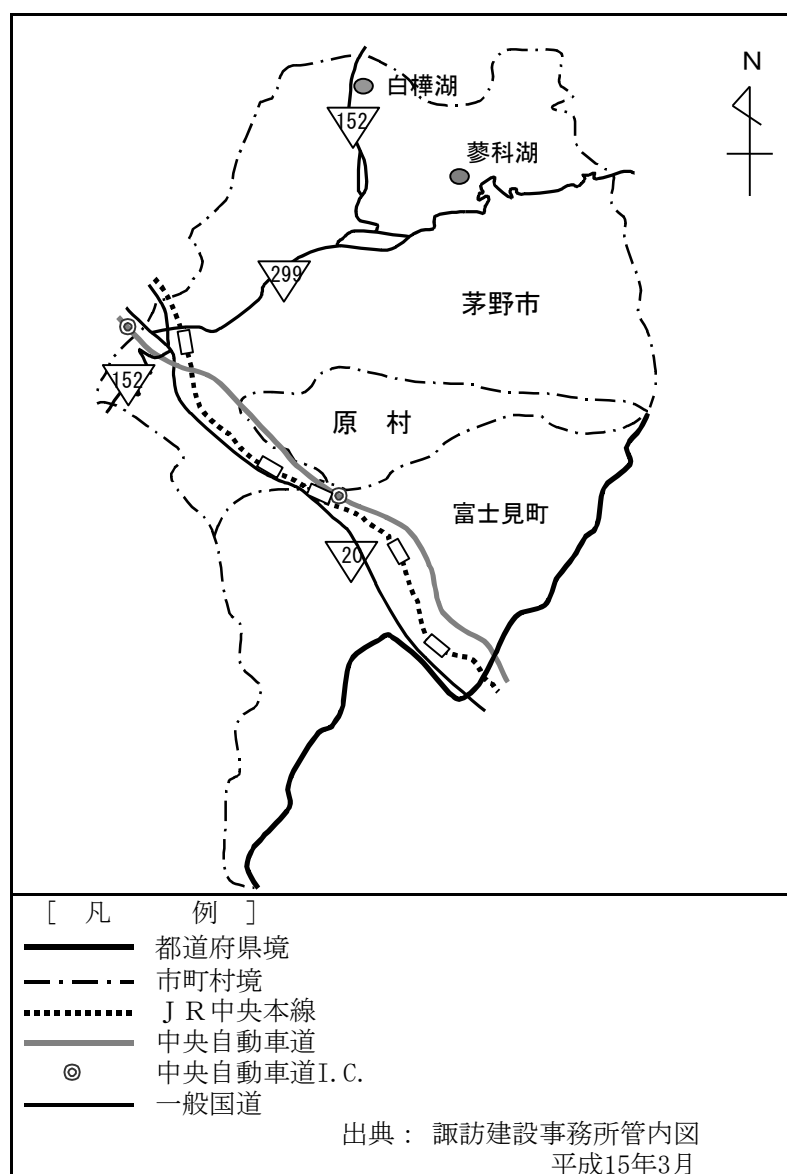 N
白樺湖
152
蓼科湖
299
茅野市
152
原　村
富士見町
20
［ 凡　　　例 ］
都道府県境
市町村境
ＪＲ中央本線
中央自動車道
中央自動車道I.C.
一般国道
出典： 諏訪建設事務所管内図
平成15年3月